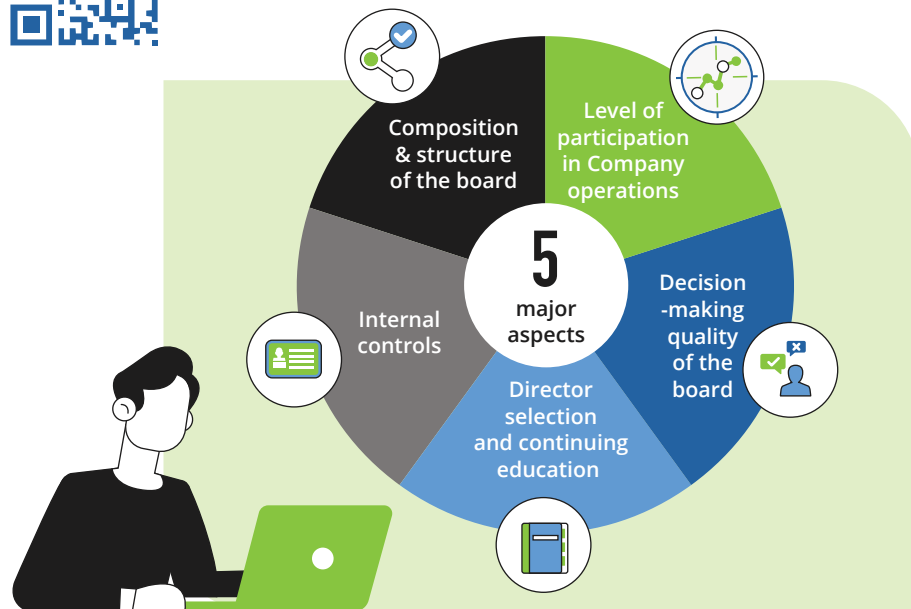 Composition
& structure
of the board
Level of
participation
in Company
operations
5
major
aspects
Decision
-making
quality
of the
board
Internal
controls
Director
selection
and continuing
education